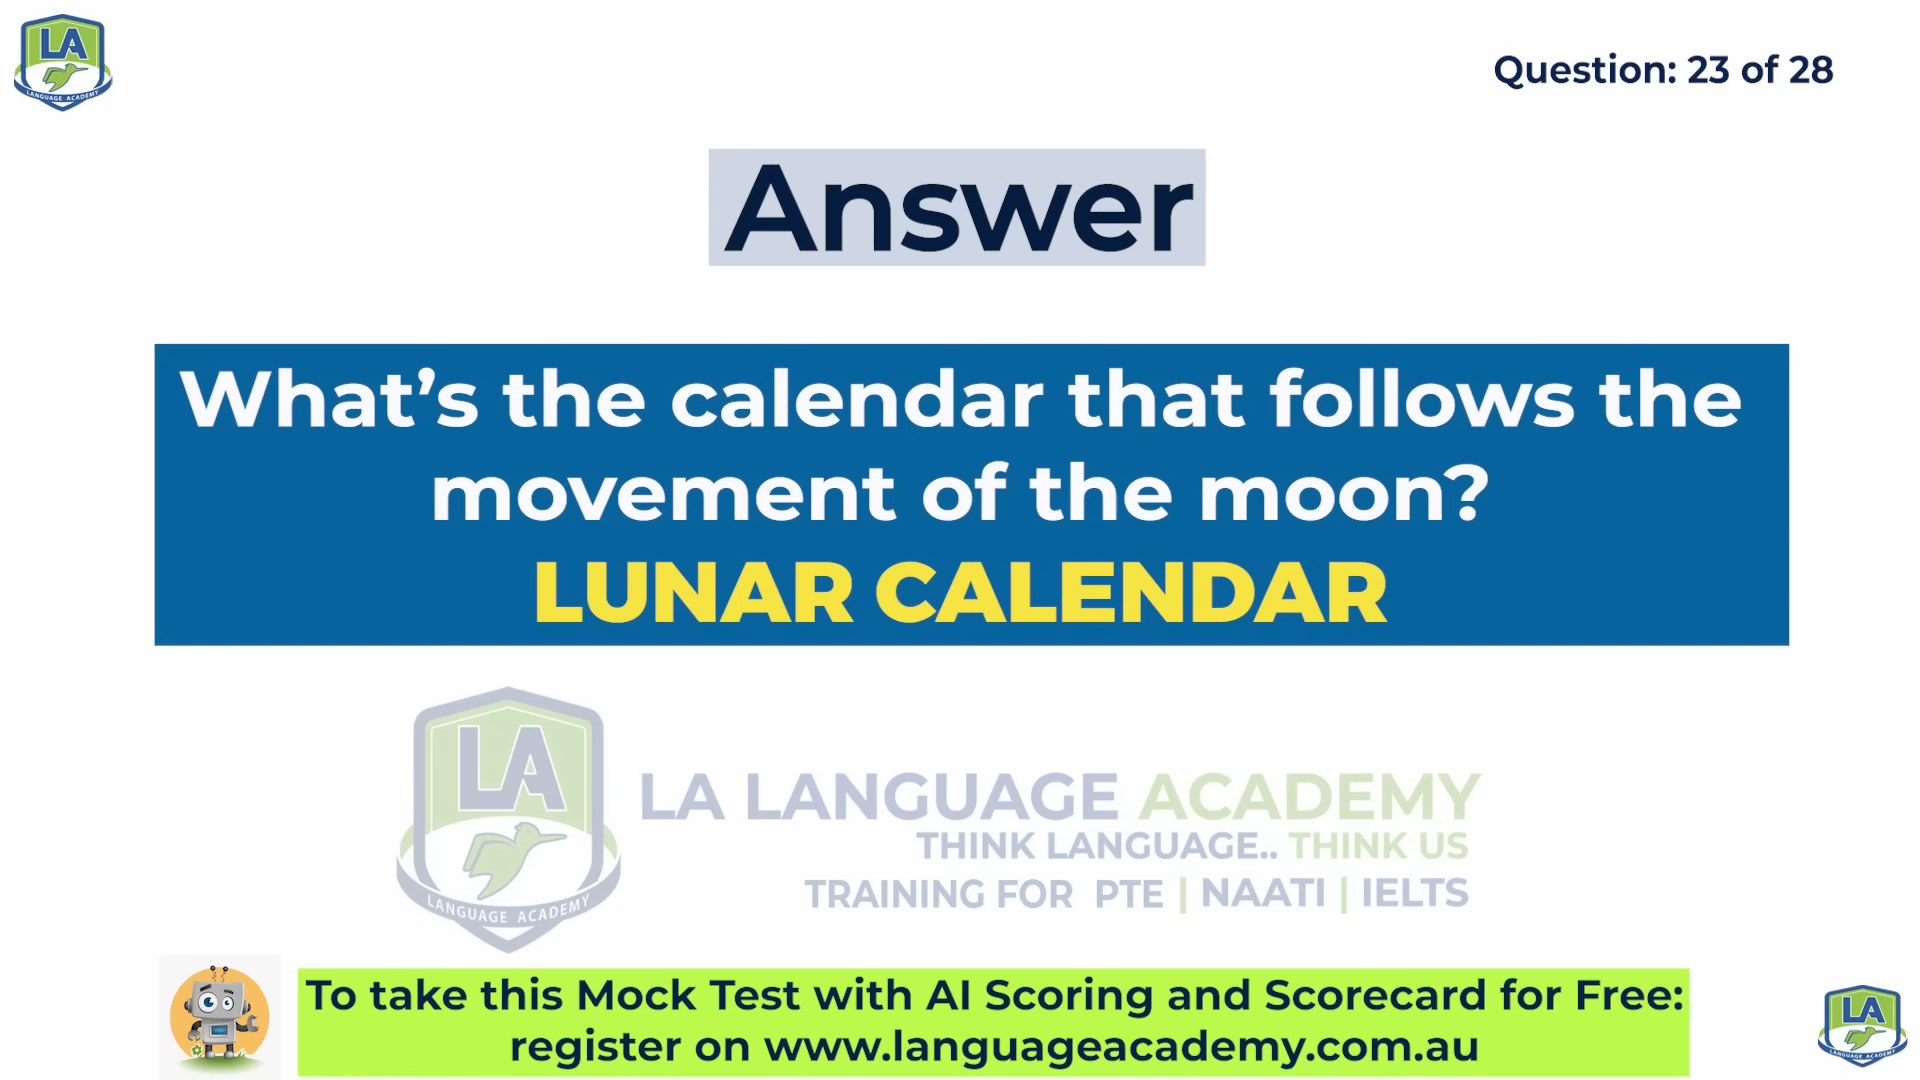 LA
LANGUAGE ACADEMY
Question: 23 of 28
Answer
What's the calendar that follows the
movement of the moon?
LUNAR CALENDAR
LA
LANGUAGE ACADEMY
LA LANGUAGE ACADEMY
THINK LANGUAGE.. THINK US
TRAINING FOR PTE | NAATI | IELTS
To take this Mock Test with AI Scoring and Scorecard for Free:
register on www.languageacademy.com.au
LA
LANGUAGE ACADEMY